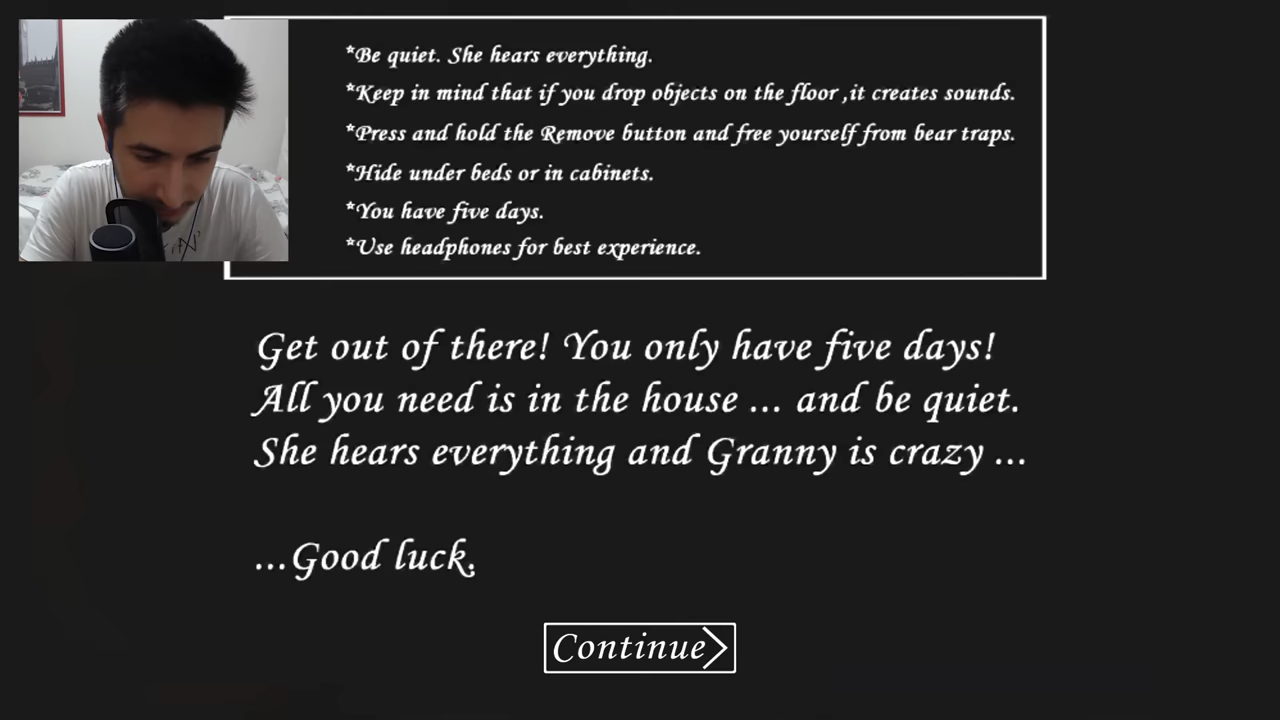 *Be quiet. She hears everything.
*Keep in mind that if you drop objects on the floor ,it creates sounds.
*Press and hold the Remove button and free yourself from bear traps.
*Hide under beds or in cabinets.
*You have five days.
*Use headphones for best experience.
Get out of there! You only have five days!
All you need is in the house ... and be quiet.
She hears everything and Granny is crazy ...
...Good luck.
Continue